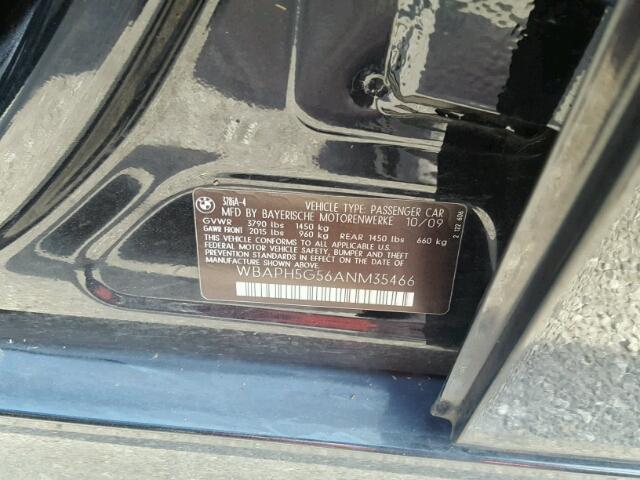 BMW
3786A-4
VEHICLE TYPE: PASSENGER CAR
MFD BY BAYERISCHE MOTORENWERKE 10/09
GVWR 3790 lbs 1450 kg
GAWR FRONT 2015 lbs 960 kg REAR 1450 lbs 660 kg
THIS VEHICLE CONFORMS TO ALL APPLICABLE
FEDERAL MOTOR VEHICLE SAFETY BUMPER AND
THEFT PREVENTION STANDARDS IN EFFECT ON THE
DATE OF MANUFACTURE SHOWN ABOVE
WBAPH5G56ANM35466